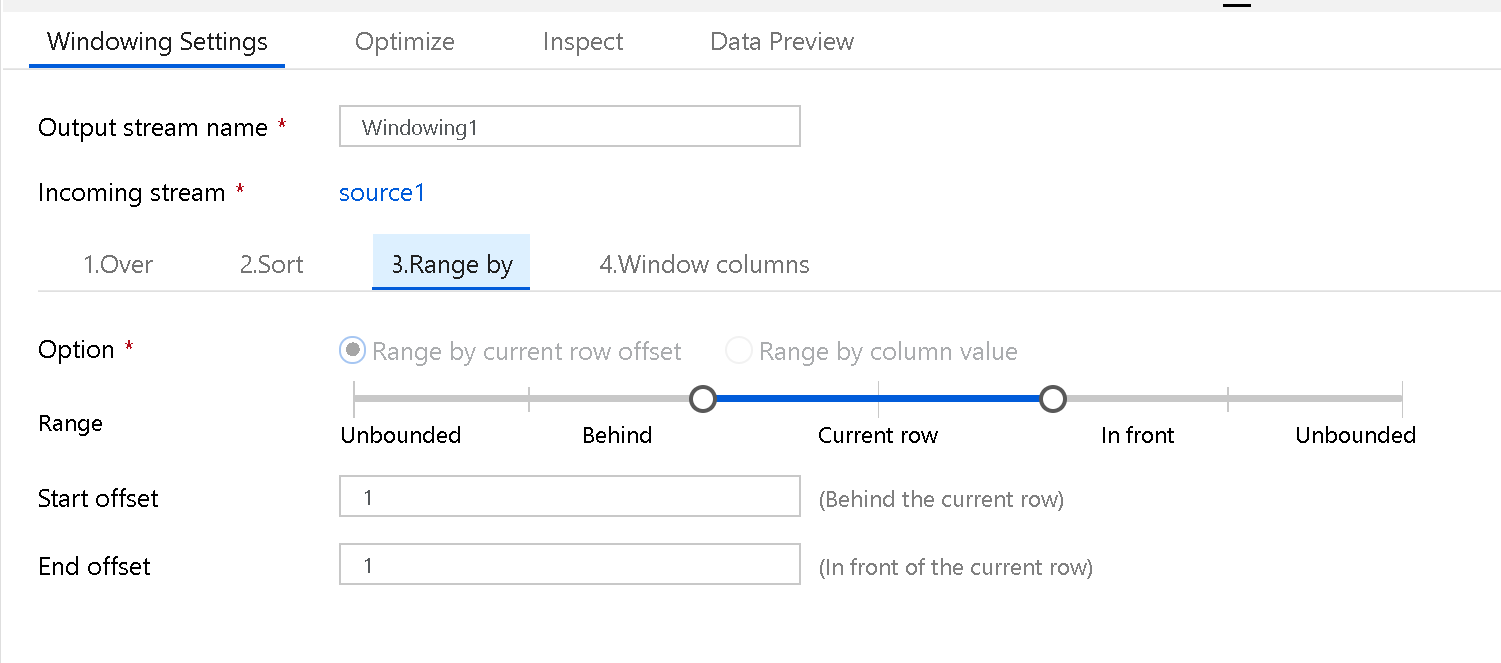 Windowing Settings Optimize Inspect Data Preview
Output stream name * Windowing1
Incoming stream * source1
1.Over 2.Sort 3.Range by 4.Window columns
Option * Range by current row offset Range by column value
Range
Unbounded Behind Current row In front Unbounded
Start offset 1 (Behind the current row)
End offset 1 (In front of the current row)